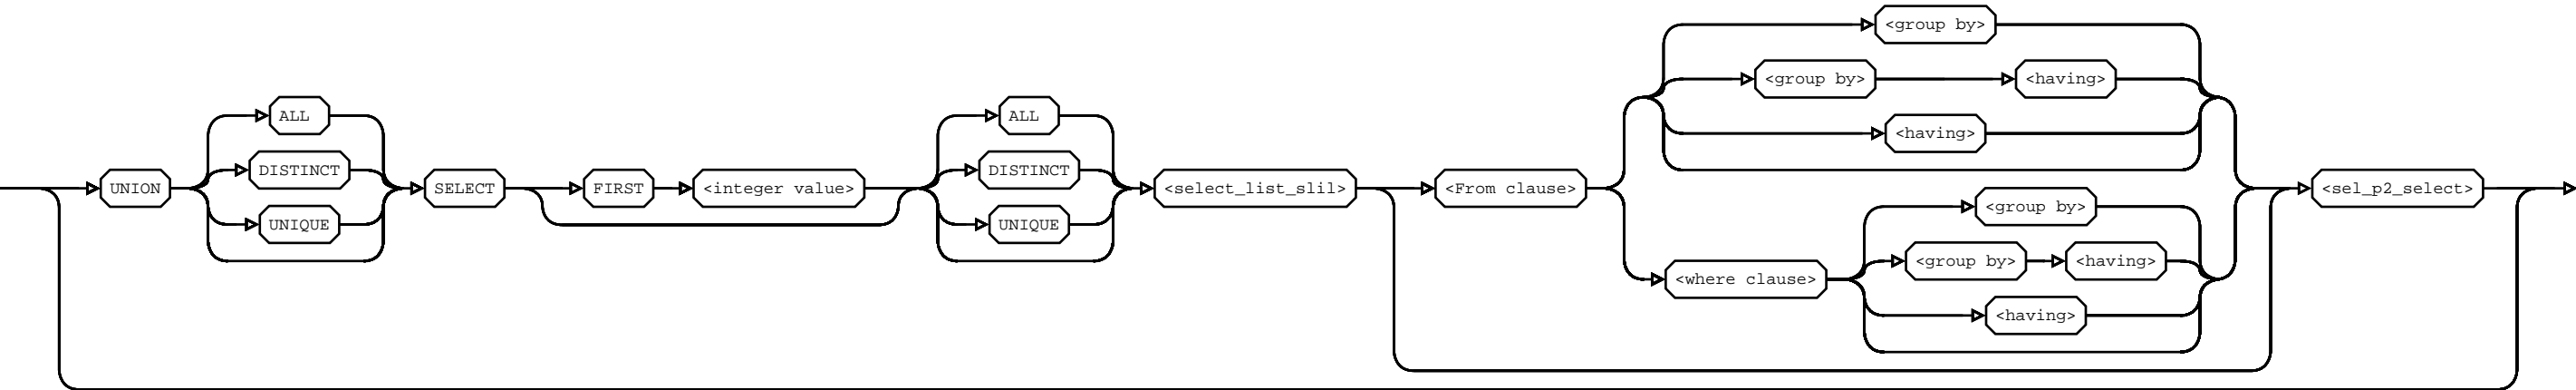 <group by>
<group by> <having>
ALL ALL <having>
DISTINCT DISTINCT
UNION SELECT FIRST <integer value> <select_list_slil> <From clause> <sel_p2_select>
<group by>
UNIQUE UNIQUE
<group by> <having>
<where clause>
<having>